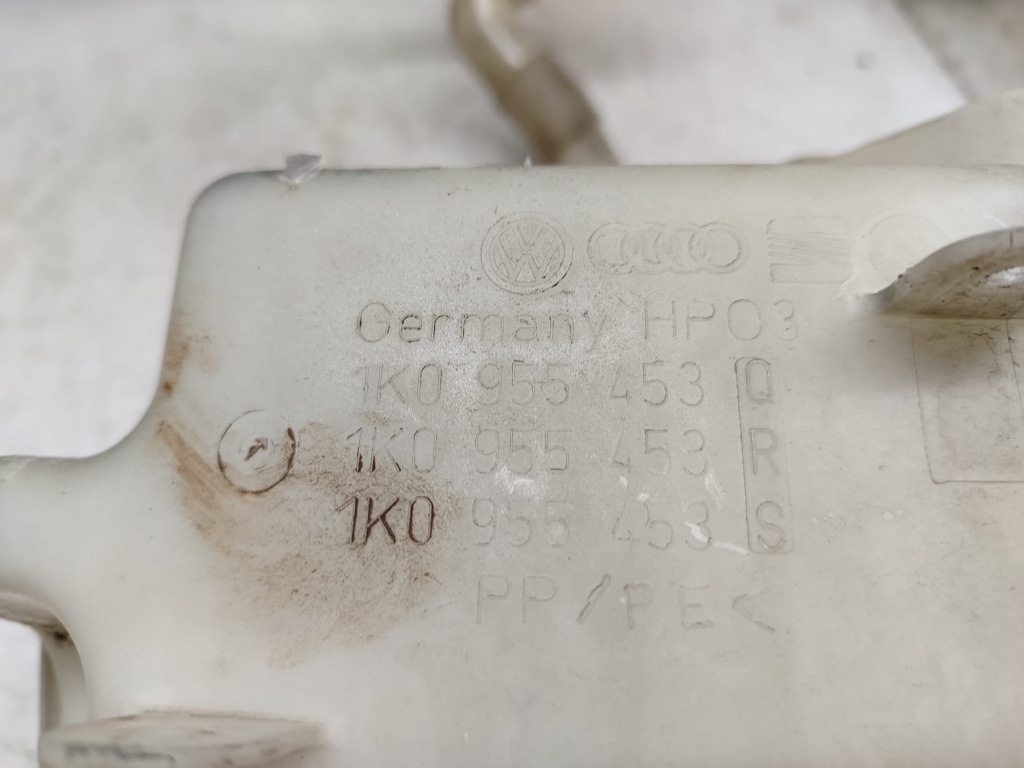 Germany HP03
1K0 955 453 Q
1K0 955 453 R
1K0 955 453 S
PP/PE<